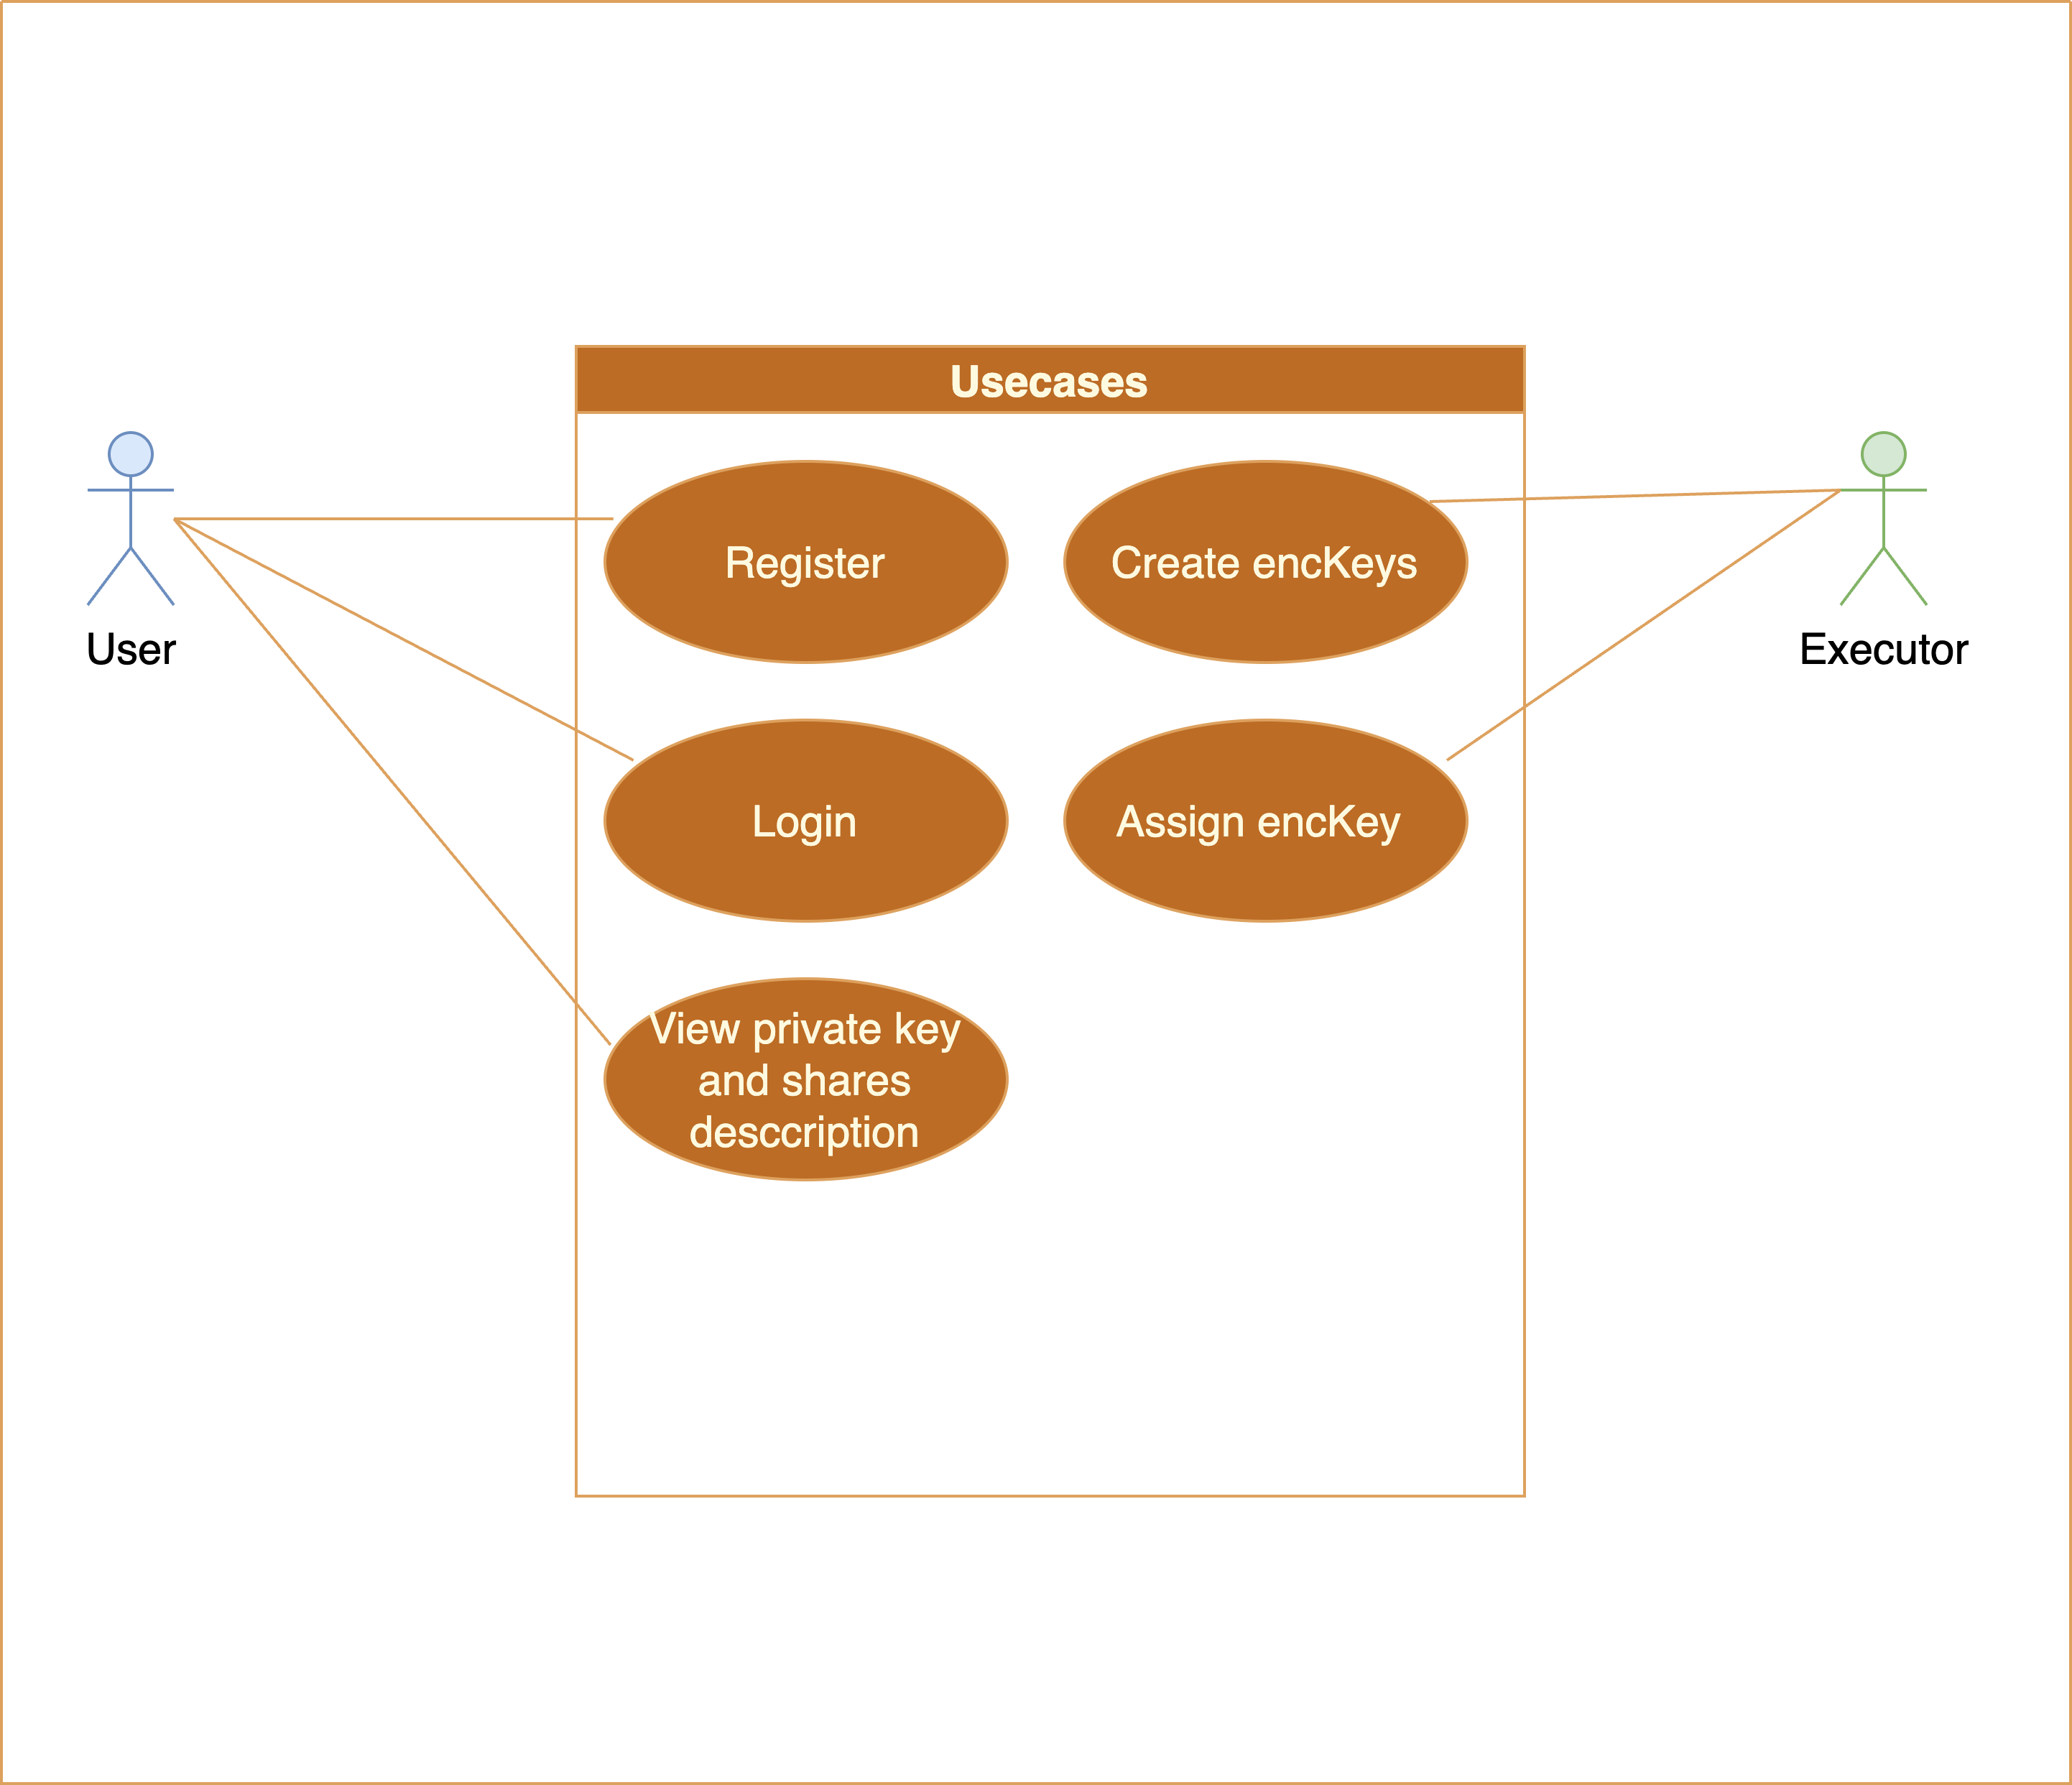 Usecases
Register
Create encKeys
User
Executor
Login
Assign encKey
View private key
and shares
desccription